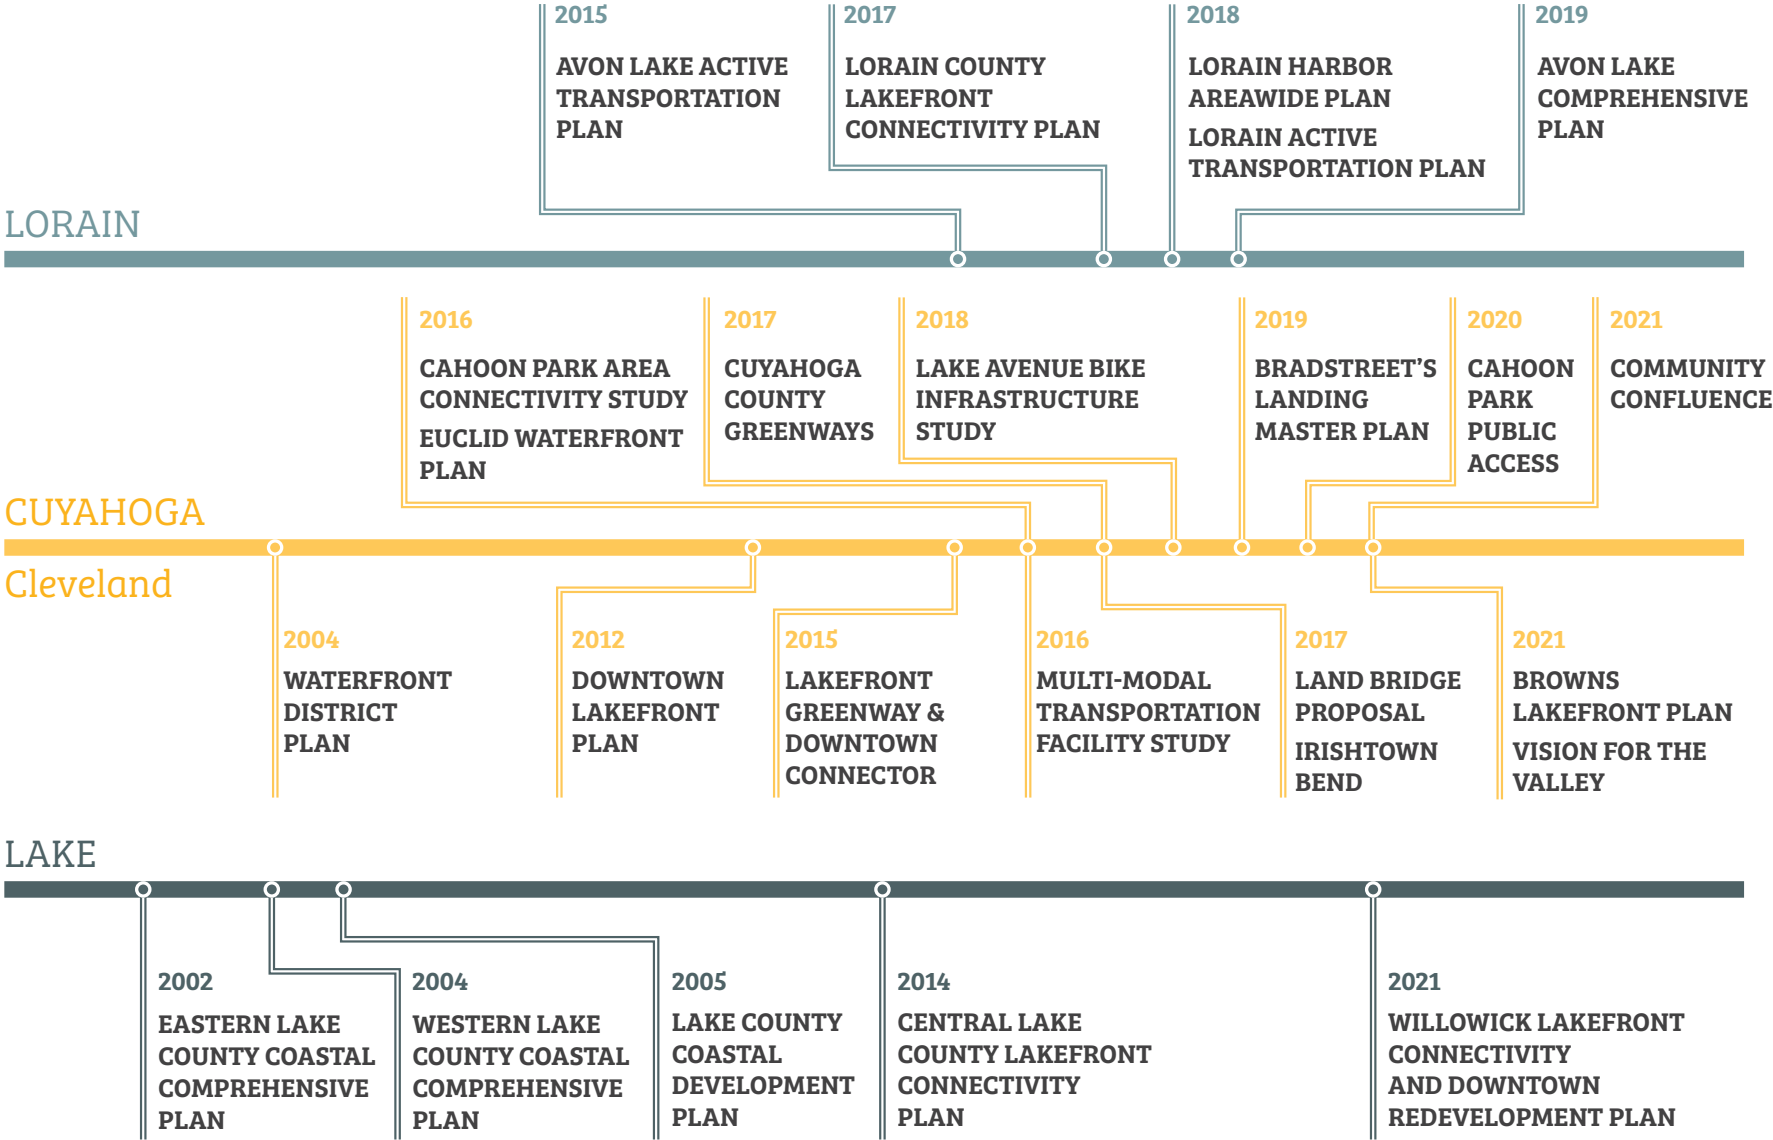 2015
AVON LAKE ACTIVE
TRANSPORTATION
PLAN
2017
LORAIN COUNTY
LAKEFRONT
CONNECTIVITY PLAN
2018
LORAIN HARBOR
AREAWIDE PLAN
LORAIN ACTIVE
TRANSPORTATION PLAN
2019
AVON LAKE
COMPREHENSIVE
PLAN
LORAIN
2016
CAHOON PARK AREA
CONNECTIVITY STUDY
EUCLID WATERFRONT
PLAN
2017
CUYAHOGA
COUNTY
GREENWAYS
2018
LAKE AVENUE BIKE
INFRASTRUCTURE
STUDY
2019
BRADSTREET’S
LANDING
MASTER PLAN
2020
CAHOON
PARK
PUBLIC
ACCESS
2021
COMMUNITY
CONFLUENCE
CUYAHOGA
Cleveland
2004
WATERFRONT
DISTRICT
PLAN
2012
DOWNTOWN
LAKEFRONT
PLAN
2015
LAKEFRONT
GREENWAY &
DOWNTOWN
CONNECTOR
2016
MULTI-MODAL
TRANSPORTATION
FACILITY STUDY
2017
LAND BRIDGE
PROPOSAL
IRISHTOWN
BEND
2021
BROWNS
LAKEFRONT PLAN
VISION FOR THE
VALLEY
LAKE
2002
EASTERN LAKE
COUNTY COASTAL
COMPREHENSIVE
PLAN
2004
WESTERN LAKE
COUNTY COASTAL
COMPREHENSIVE
PLAN
2005
LAKE COUNTY
COASTAL
DEVELOPMENT
PLAN
2014
CENTRAL LAKE
COUNTY LAKEFRONT
CONNECTIVITY
PLAN
2021
WILLOWICK LAKEFRONT
CONNECTIVITY
AND DOWNTOWN
REDEVELOPMENT PLAN